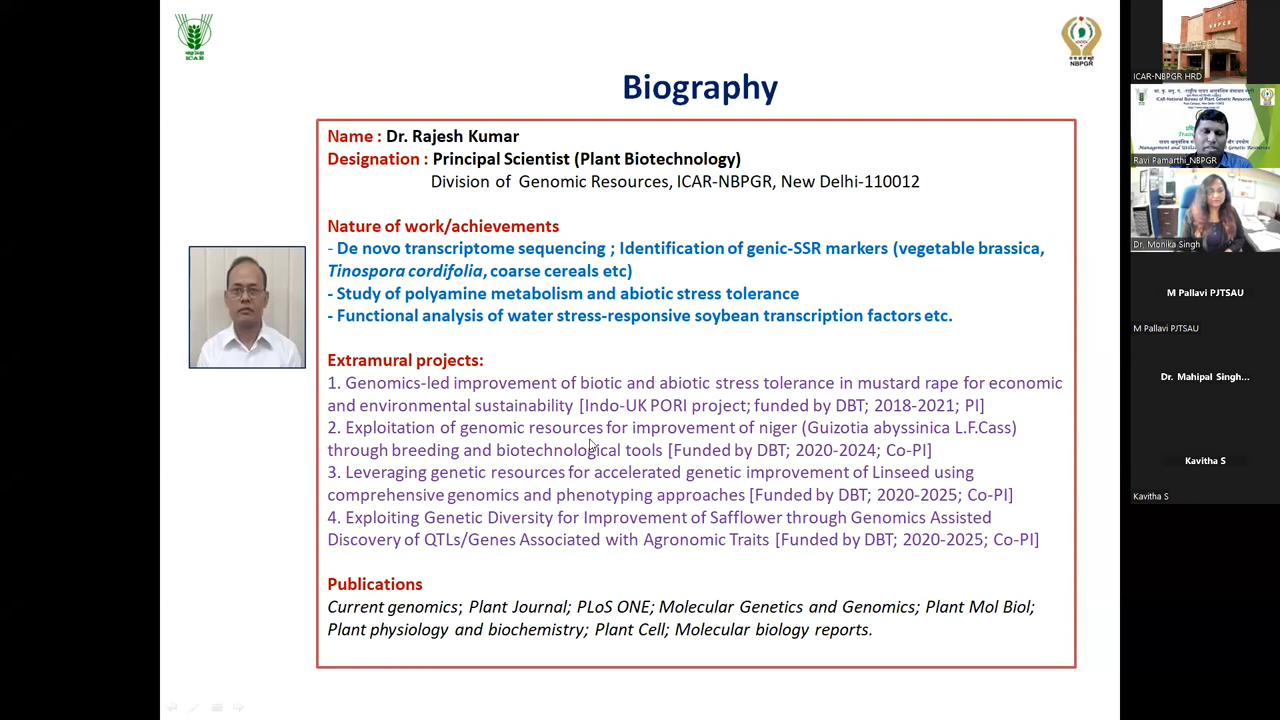 ICAR
NBPGR
Biography
Name : Dr. Rajesh Kumar
Designation : Principal Scientist (Plant Biotechnology)
Division of Genomic Resources, ICAR-NBPGR, New Delhi-110012
Nature of work/achievements
- De novo transcriptome sequencing ; Identification of genic-SSR markers (vegetable brassica,
Tinospora cordifolia, coarse cereals etc)
- Study of polyamine metabolism and abiotic stress tolerance
- Functional analysis of water stress-responsive soybean transcription factors etc.
Extramural projects:
1. Genomics-led improvement of biotic and abiotic stress tolerance in mustard rape for economic
and environmental sustainability [Indo-UK PORI project; funded by DBT; 2018-2021; PI]
2. Exploitation of genomic resources for improvement of niger (Guizotia abyssinica L.F.Cass)
through breeding and biotechnological tools [Funded by DBT; 2020-2024; Co-PI]
3. Leveraging genetic resources for accelerated genetic improvement of Linseed using
comprehensive genomics and phenotyping approaches [Funded by DBT; 2020-2025; Co-PI]
4. Exploiting Genetic Diversity for Improvement of Safflower through Genomics Assisted
Discovery of QTLs/Genes Associated with Agronomic Traits [Funded by DBT; 2020-2025; Co-PI]
Publications
Current genomics; Plant Journal; PLoS ONE; Molecular Genetics and Genomics; Plant Mol Biol;
Plant physiology and biochemistry; Plant Cell; Molecular biology reports.
NBPGR
ICAR-NBPGR HRD
ICAR-National Bureau of Plant Genetic Resources
Ravi Pamarthi_NBPGR
Dr. Monika Singh
M Pallavi PJTSAU
M Pallavi PJTSAU
Dr. Mahipal Singh...
Kavitha S
Kavitha S